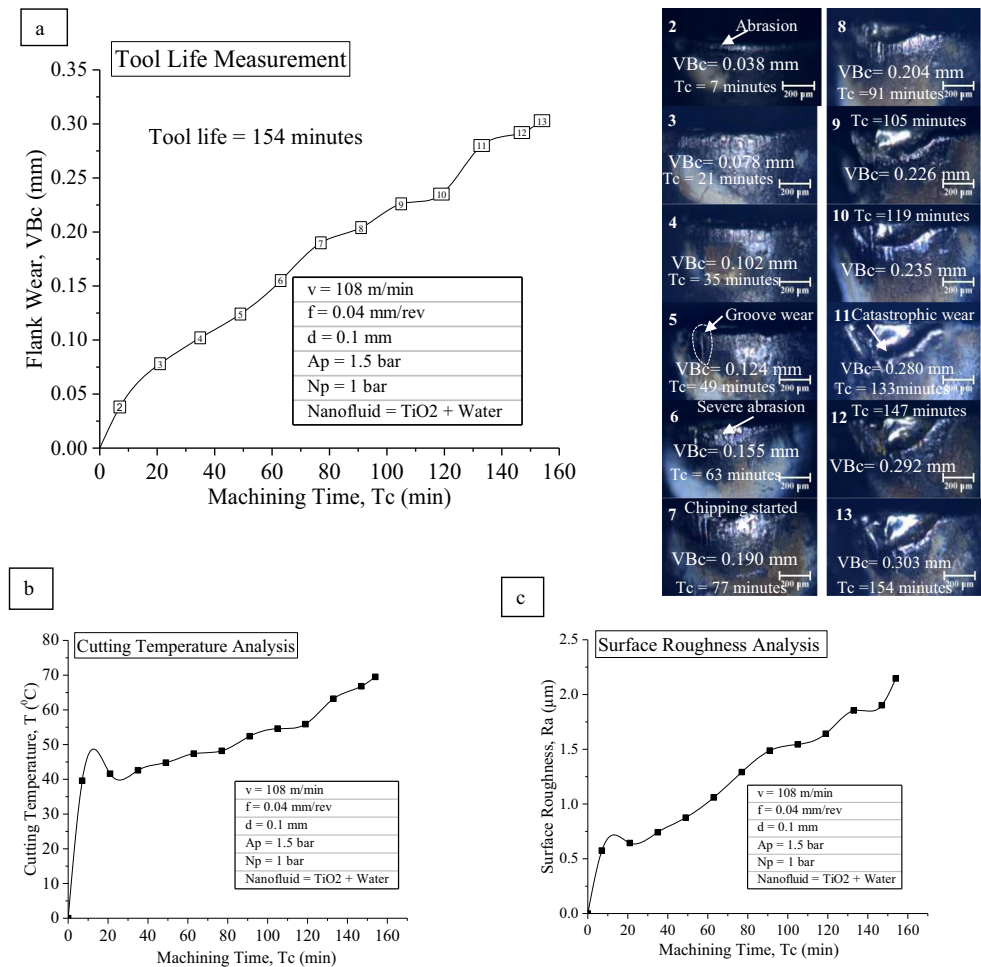 a
Tool Life Measurement
Tool life = 154 minutes
0.35
0.30
0.25
0.20
0.15
0.10
0.05
0.00
Flank Wear, VBc (mm)
2
3
4
5
6
7
8
9
10
11
12
13
v = 108 m/min
f = 0.04 mm/rev
d = 0.1 mm
Ap = 1.5 bar
Np = 1 bar
Nanofluid = TiO2 + Water
0 20 40 60 80 100 120 140 160
Machining Time, Tc (min)
2
Abrasion
VBc= 0.038 mm
Tc = 7 minutes
200 µm
3
VBc= 0.078 mm
Tc = 21 minutes
200 µm
4
VBc= 0.102 mm
Tc = 35 minutes
200 µm
5
Groove wear
VBc= 0.124 mm
Tc = 49 minutes
200 µm
6
Severe abrasion
VBc= 0.155 mm
Tc = 63 minutes
200 µm
7
Chipping started
VBc= 0.190 mm
Tc = 77 minutes
200 µm
8
VBc= 0.204 mm
Tc =91 minutes
200 µm
9
Tc =105 minutes
VBc= 0.226 mm
200 µm
10 Tc =119 minutes
VBc= 0.235 mm
200 µm
11 Catastrophic wear
VBc= 0.280 mm
Tc = 133minutes
200 µm
12 Tc =147 minutes
VBc= 0.292 mm
200 µm
13
VBc= 0.303 mm
Tc = 154 minutes
200 µm
b
Cutting Temperature Analysis
80
70
60
50
40
30
20
10
0
Cutting Temperature, T (⁰C)
v = 108 m/min
f = 0.04 mm/rev
d = 0.1 mm
Ap = 1.5 bar
Np = 1 bar
Nanofluid = TiO2 + Water
0 20 40 60 80 100 120 140 160
Machining Time, Tc (min)
c
Surface Roughness Analysis
2.5
2.0
1.5
1.0
0.5
0.0
Surface Roughness, Ra (µm)
v = 108 m/min
f = 0.04 mm/rev
d = 0.1 mm
Ap = 1.5 bar
Np = 1 bar
Nanofluid = TiO2 + Water
0 20 40 60 80 100 120 140 160
Machining Time, Tc (min)